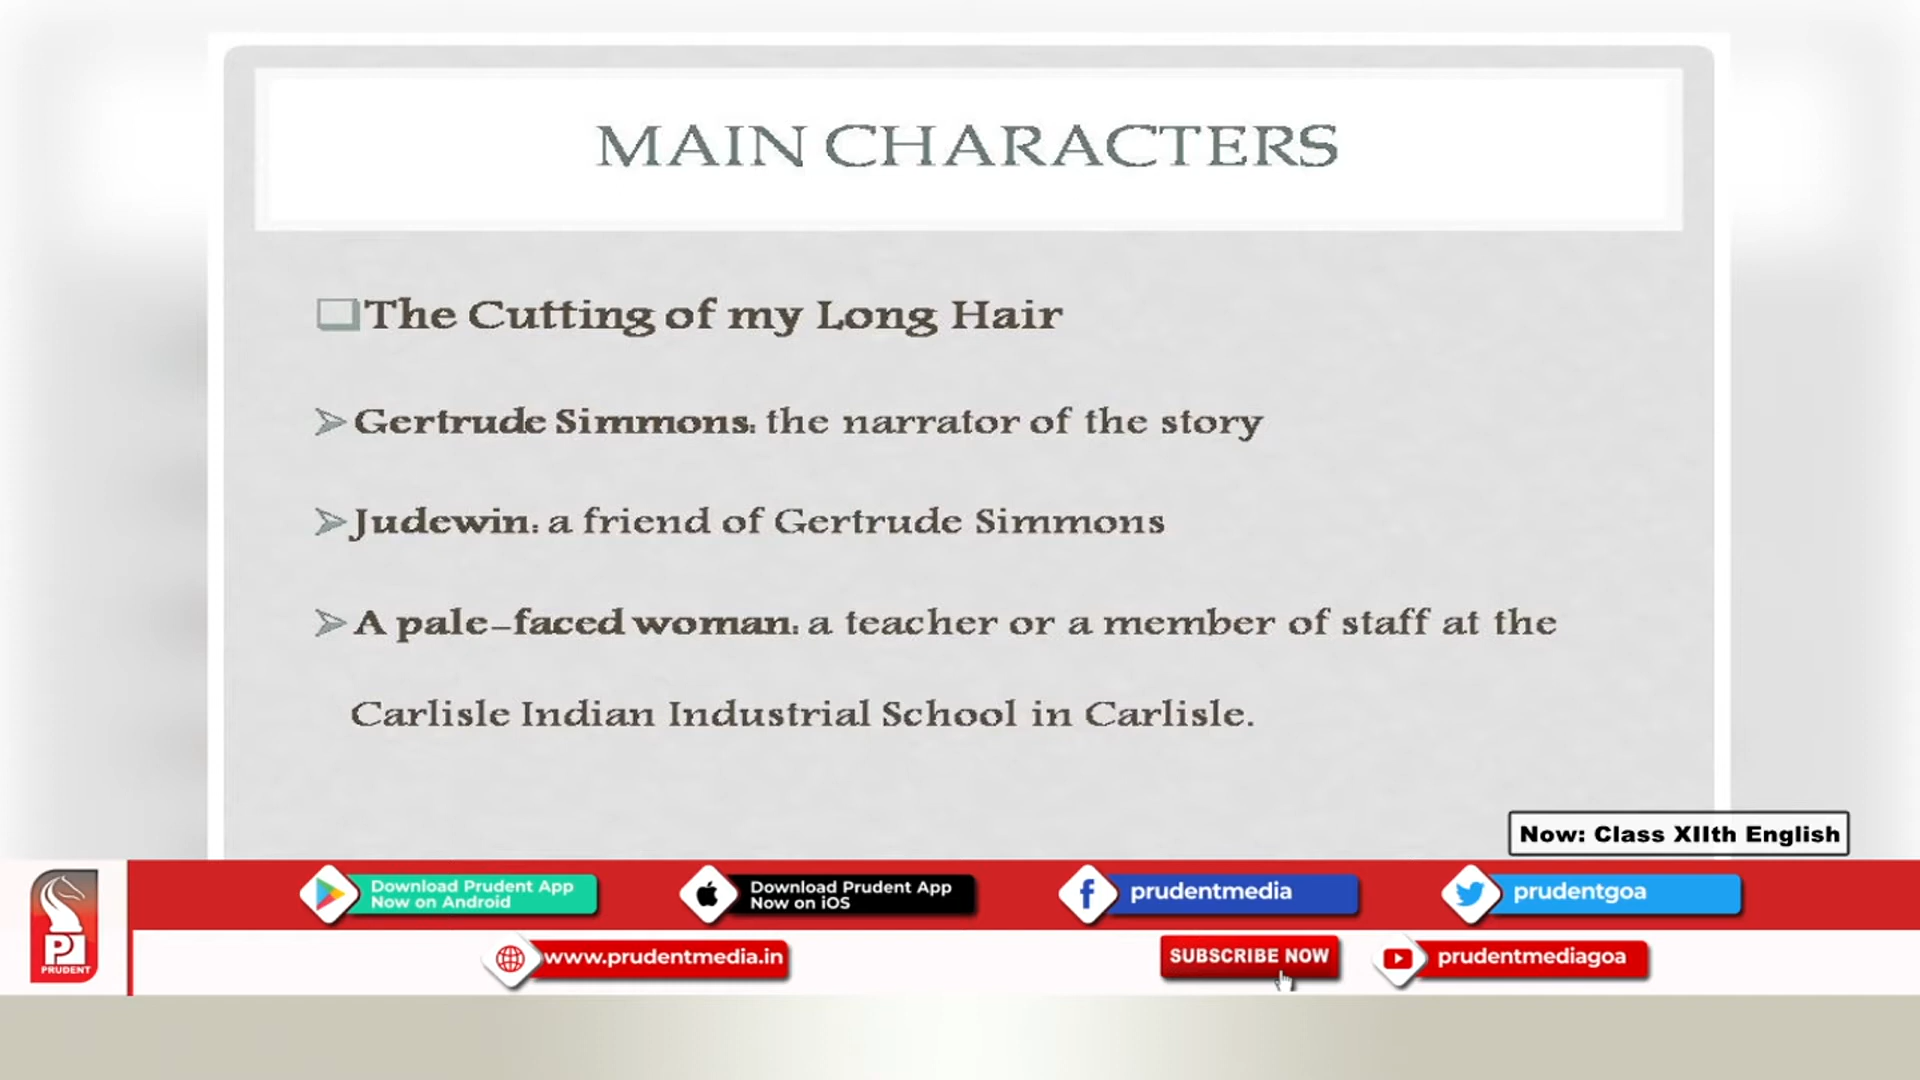 MAIN CHARACTERS
The Cutting of my Long Hair
Gertrude Simmons: the narrator of the story
Judewin: a friend of Gertrude Simmons
A pale-faced woman: a teacher or a member of staff at the
Carlisle Indian Industrial School in Carlisle.
Now: Class XIIth English
Download Prudent App
Now on Android
Download Prudent App
Now on iOS
prudentmedia
prudentgoa
PRUDENT
www.prudentmedia.in
SUBSCRIBE NOW
prudentmediagoa